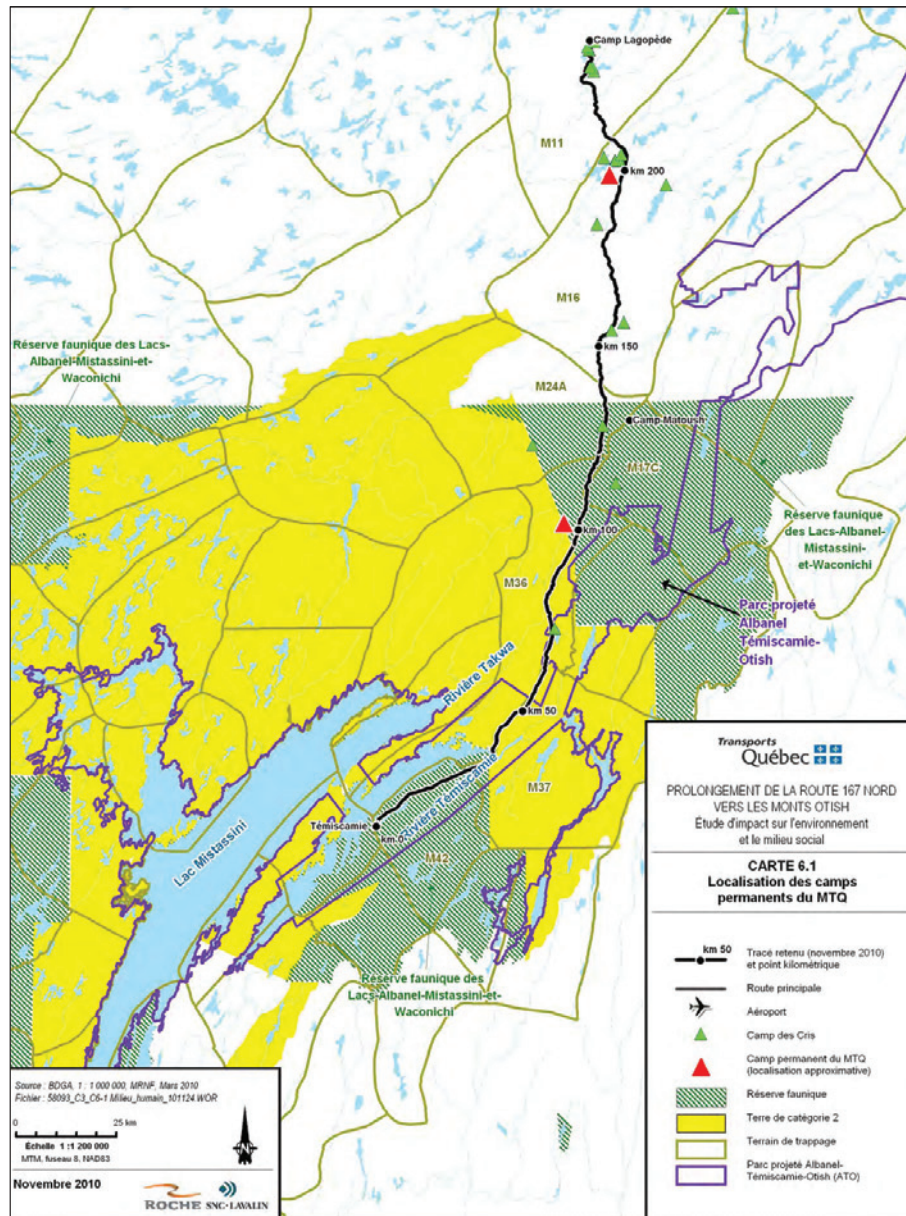 Camp Lagopède
M11
km 200
M16
Réserve faunique des Lacs-
Albanel-Mistassini-et-
Waconichi
km 150
M24A
Camp Matoush
M17C
Réserve faunique
des Lacs-Albanel-
Mistassini-
et-Waconichi
km 100
M36
Parc projeté
Albanel
Témiscamie-
Otish
Rivière Takwa
km 50
Rivière Témiscamie
M37
Témiscamie
km 0
Lac Mistassini
M42
Réserve faunique des
Lacs-Albanel-Mistassini-et-
Waconichi
Transports
Québec
PROLONGEMENT DE LA ROUTE 167 NORD
VERS LES MONTS OTISH
Étude d'impact sur l'environnement
et le milieu social
CARTE 6.1
Localisation des camps
permanents du MTQ
km 50
Tracé retenu (novembre 2010)
et point kilométrique
Route principale
Aéroport
Camp des Cris
Camp permanent du MTQ
(localisation approximative)
Réserve faunique
Terre de catégorie 2
Terrain de trappage
Parc projeté Albanel-
Témiscamie-Otish (ATO)
Source : BDGA, 1 : 1 000 000, MRNF, Mars 2010
Fichier : 58093_C3_C6-1 Milieu_humain_101124.WOR
0 25 km
Échelle 1 :1 200 000
MTM, fuseau 8, NAD83
N
Novembre 2010
ROCHE SNC•LAVALIN